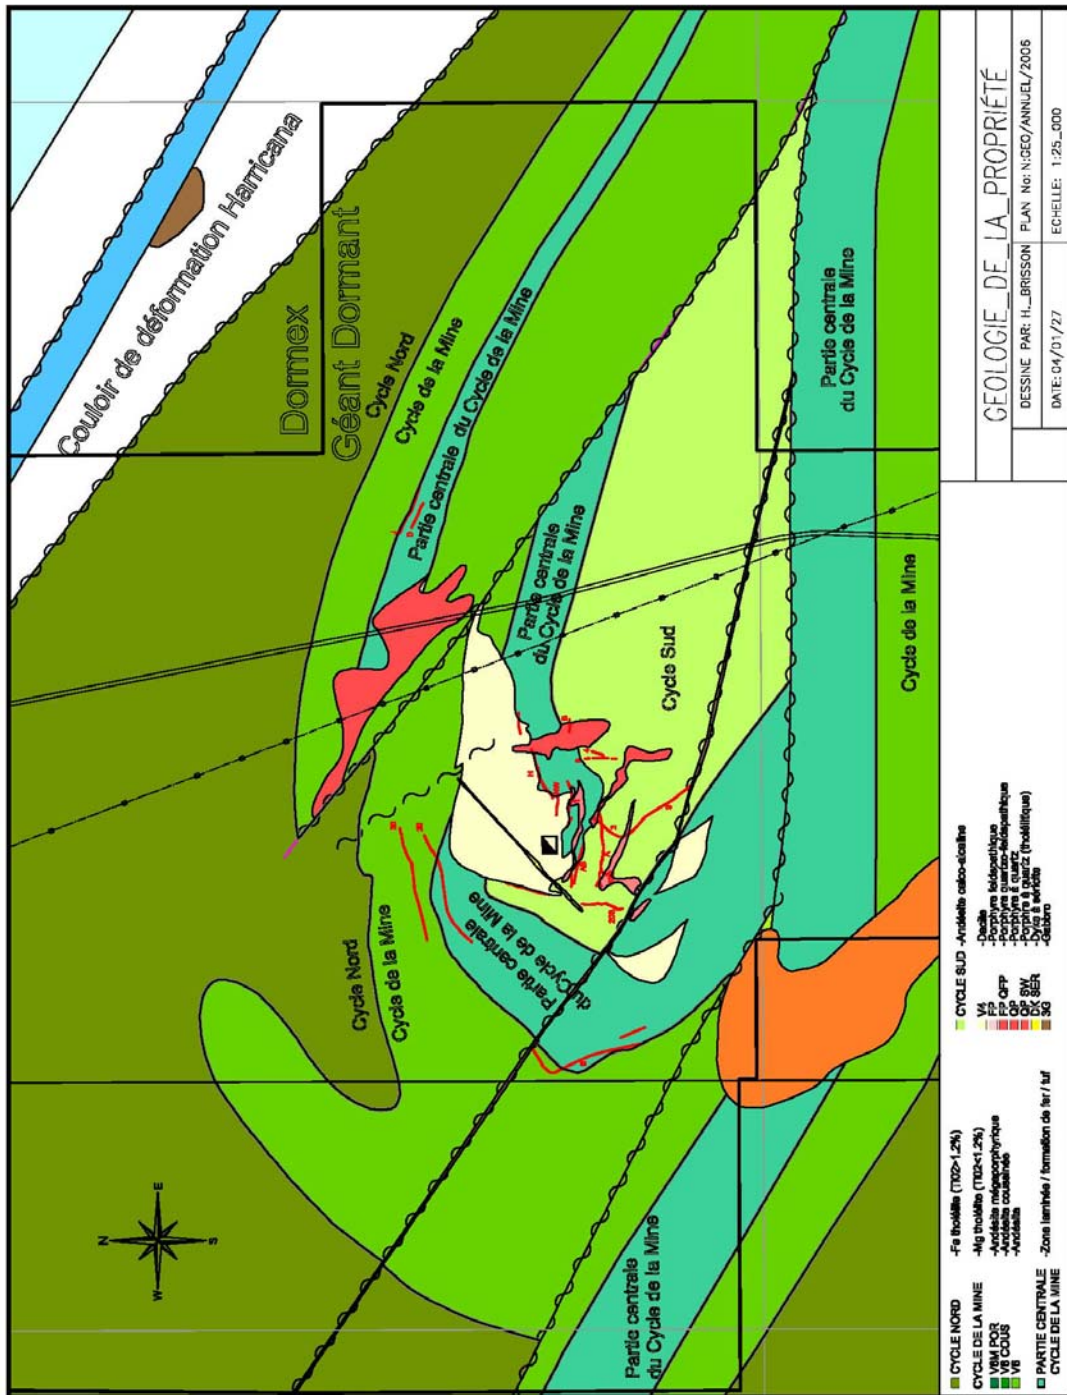 Couloir de déformation Harricana
Dormex
Géant Dormant
Cycle Nord
Cycle de la Mine
Partie centrale du Cycle de la Mine
Partie centrale
du Cycle de la Mine
Cycle Sud
Partie centrale
du Cycle de la Mine
Cycle de la Mine
Cycle Nord
Cycle de la Mine
Partie centrale
du Cycle de la Mine
Partie centrale
du Cycle de la Mine
N
W
E
S
CYCLE NORD -Fe tholéiite (TIO2>1.2%)
CYCLE DE LA MINE -Mg tholéiite (TIO2<1.2%)
VBM POR -Andésite mégaporphyrique
V6 COUS -Andésite coussinée
V6 -Andésite
PARTIE CENTRALE -Zone laminée / formation de fer / tuf
CYCLE DE LA MINE
CYCLE SUD -Andésite calco-alcaline
V4 -Dacite
FP -Porphyre feldspathique
FP QFP -Porphyre quartzo-feldspathique
QP -Porphyre à quartz
QP SW -Porphyre à quartz (tholéiitique)
DK SER -Dyke à séricite
3G -Gabbro
GEOLOGIE_DE_LA_PROPRIÉTÉ
DESSINE PAR: H._BRISSON
PLAN No: N:GEO/ANNUEL/2006
DATE: 04/01/27
ECHELLE: 1:25_000